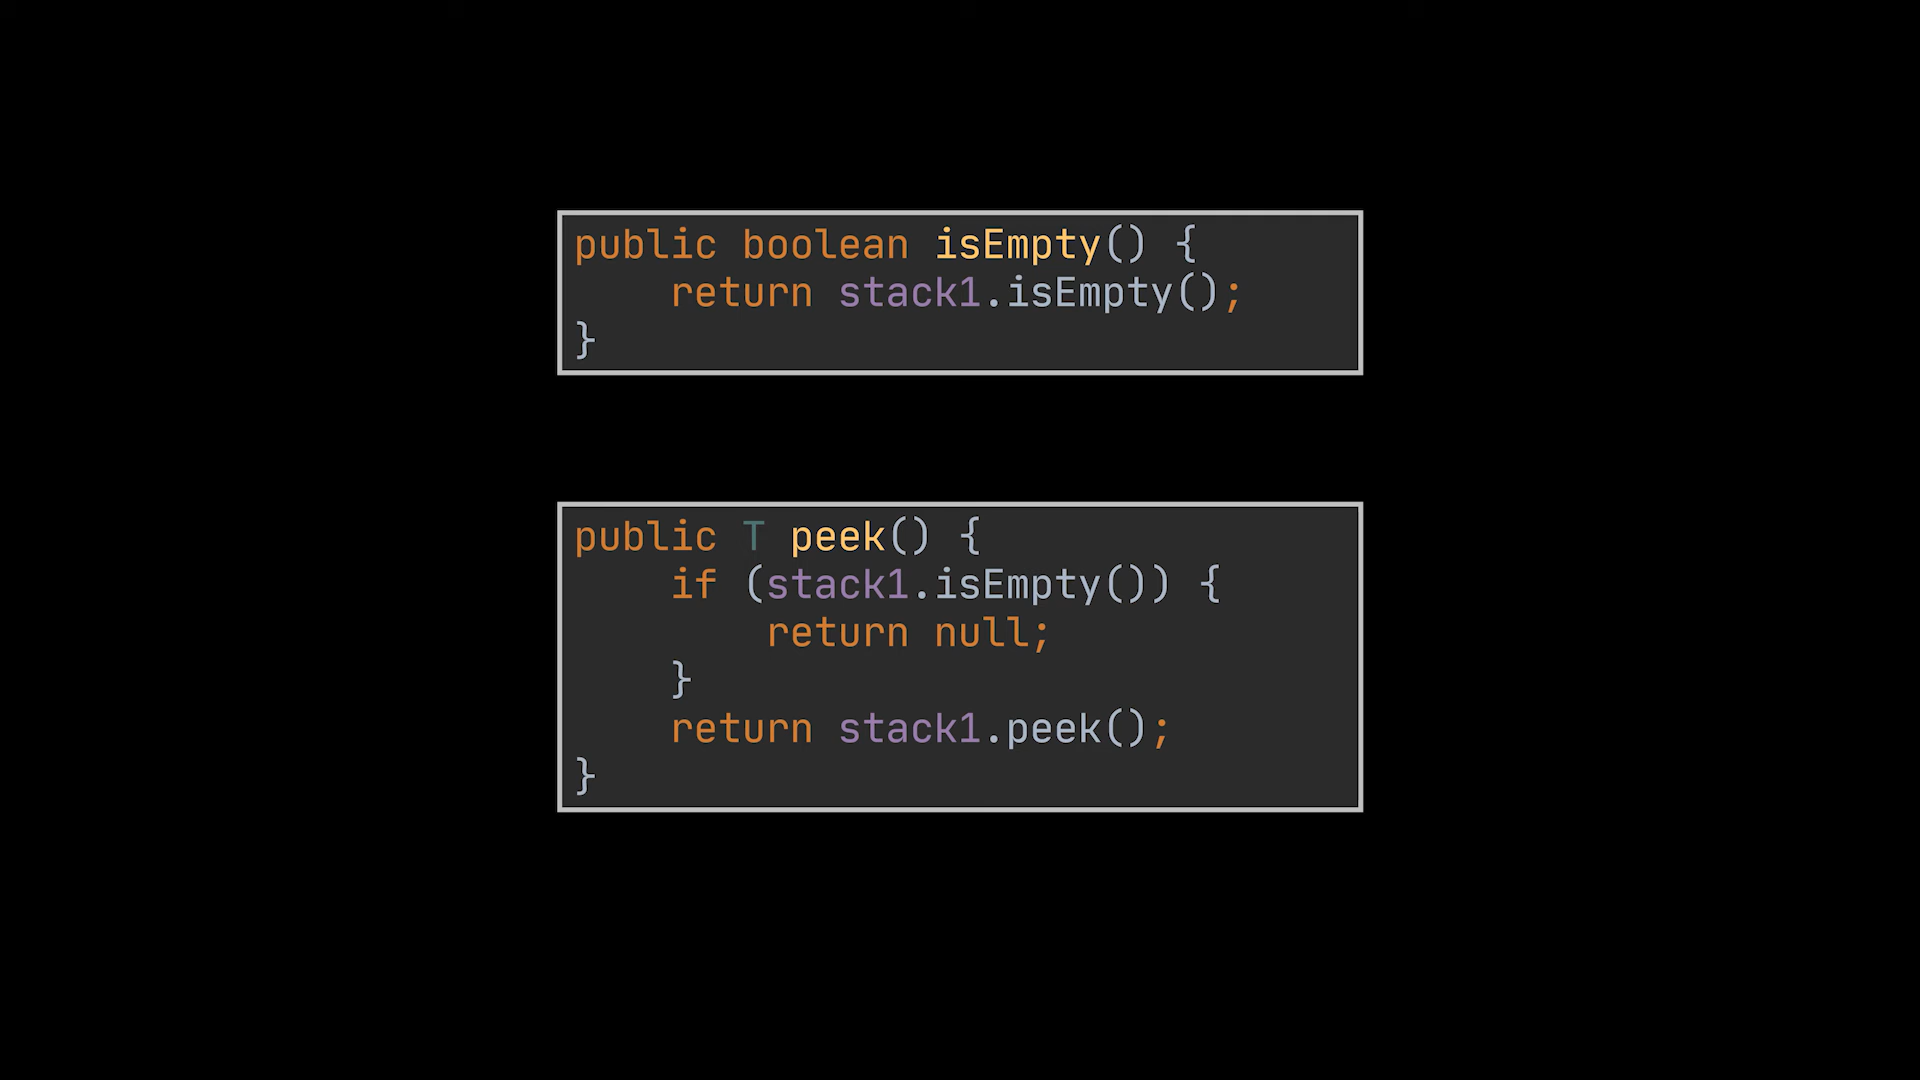 public boolean isEmpty() {
    return stack1.isEmpty();
}
public T peek() {
    if (stack1.isEmpty()) {
        return null;
    }
    return stack1.peek();
}